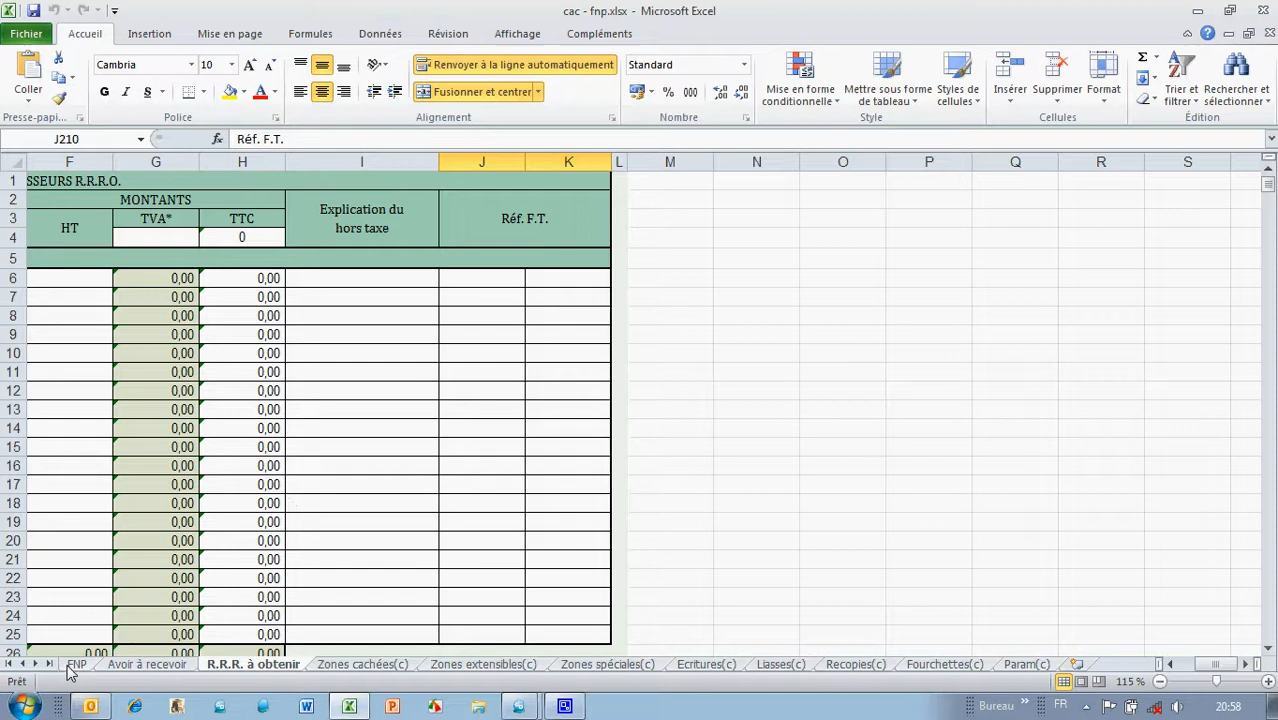 cac - fnp.xlsx - Microsoft Excel
Fichier Accueil Insertion Mise en page Formules Données Révision Affichage Compléments
Coller
Cambria 10
G I S
Renvoyer à la ligne automatiquement
Fusionner et centrer
Standard
% 000
Mise en forme conditionnelle
Mettre sous forme de tableau
Styles de cellules
Insérer
Supprimer
Format
Trier et filtrer
Rechercher et sélectionner
Presse-papi... Police Alignement Nombre Style Cellules Édition
J210 fx Réf. F.T.
F G H I J K L M N O P Q R S
1 SSEURS R.R.R.O.
2 MONTANTS
3 HT TVA* TTC Explication du hors taxe Réf. F.T.
4 0
5
6 0,00 0,00
7 0,00 0,00
8 0,00 0,00
9 0,00 0,00
10 0,00 0,00
11 0,00 0,00
12 0,00 0,00
13 0,00 0,00
14 0,00 0,00
15 0,00 0,00
16 0,00 0,00
17 0,00 0,00
18 0,00 0,00
19 0,00 0,00
20 0,00 0,00
21 0,00 0,00
22 0,00 0,00
23 0,00 0,00
24 0,00 0,00
25 0,00 0,00
26 0,00 0,00 0,00
FNP Avoir à recevoir R.R.R. à obtenir Zones cachées(c) Zones extensibles(c) Zones spéciales(c) Ecritures(c) Liasses(c) Recopies(c) Fourchettes(c) Param(c)
Prêt 115 %
Bureau » FR 20:58